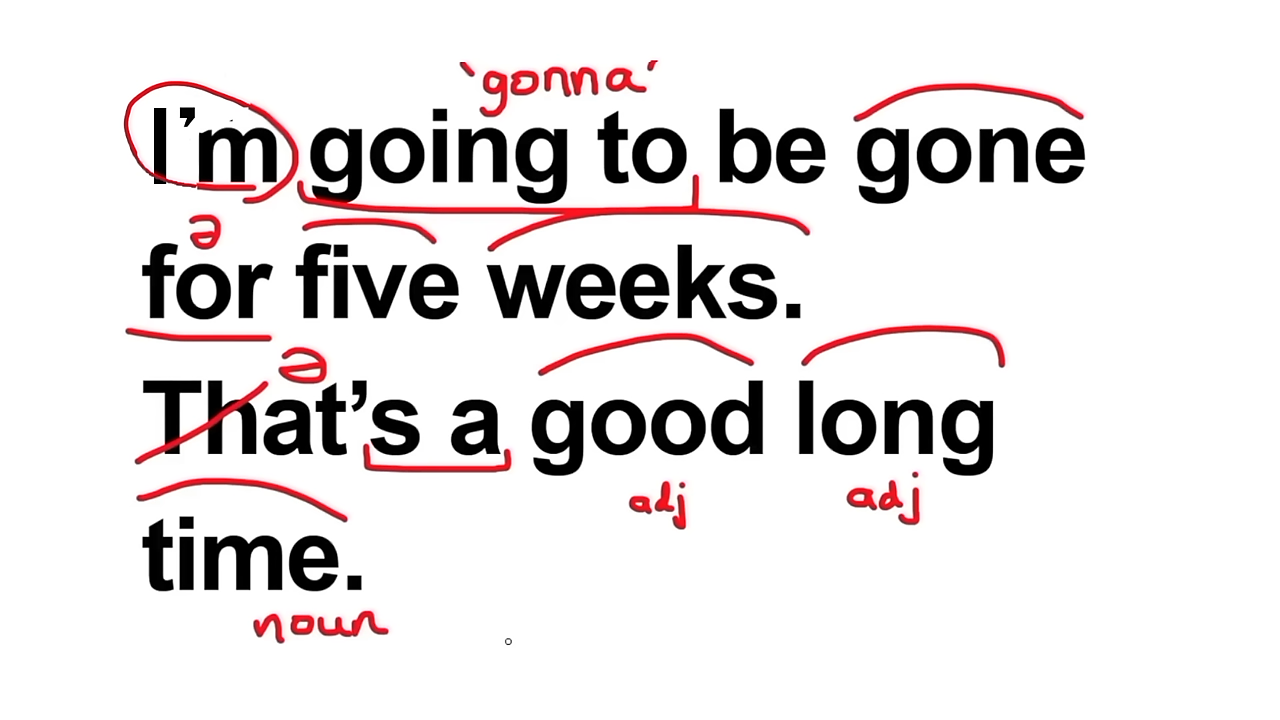 'gonna'
I'm going to be gone
ə
for five weeks.
ə
That's a good long
adj adj
time.
noun